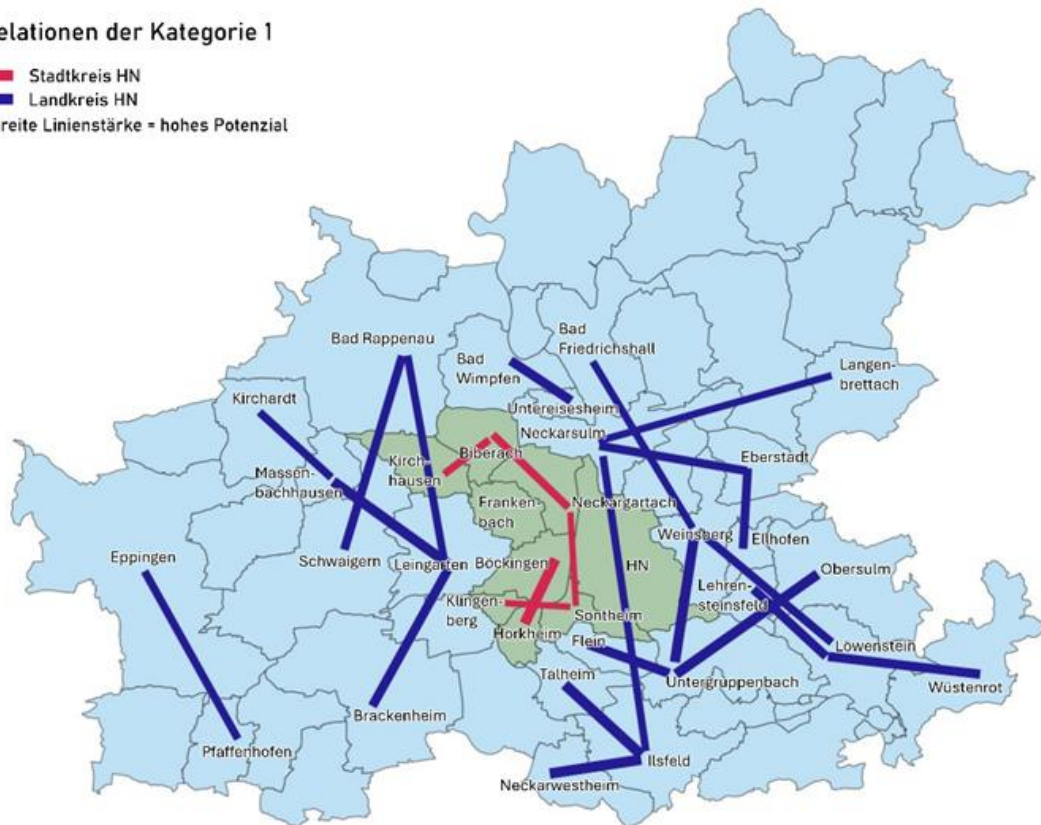 elationen der Kategorie 1
Stadtkreis HN
Landkreis HN
reite Linienstärke = hohes Potenzial
Bad Rappenau
Bad
Wimpfen
Bad
Friedrichshall
Langen-
brettach
Kirchardt
Untereisesheim
Neckarsulm
Biberach
Kirch-
hausen
Eberstadt
Massen-
bachhausen
Franken-
bach
Neckargartach
Weinsberg
Ellhofen
Eppingen
Schwaigern
Leingarten
Böckingen
HN
Obersulm
Lehren-
steinsfeld
Klingen-
berg
Sontheim
Horkheim
Flein
Löwenstein
Talheim
Untergruppenbach
Wüstenrot
Brackenheim
Pfaffenhofen
Ilsfeld
Neckarwestheim